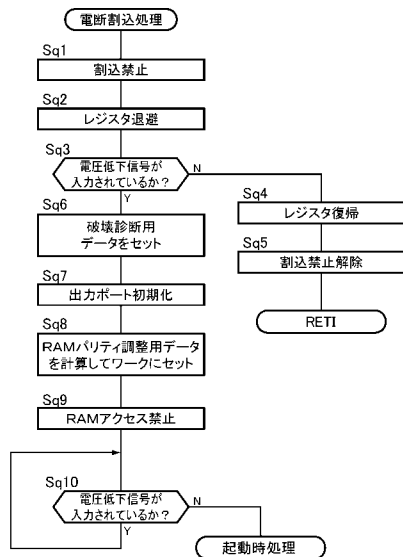 電断割込処理
Sq1
割込禁止
Sq2
レジスタ退避
Sq3
電圧低下信号が
入力されているか？
N
Y
Sq4
レジスタ復帰
Sq5
割込禁止解除
RETI
Sq6
破壊診断用
データをセット
Sq7
出力ポート初期化
Sq8
RAMパリティ調整用データ
を計算してワークにセット
Sq9
RAMアクセス禁止
Sq10
電圧低下信号が
入力されているか？
N
Y
起動時処理